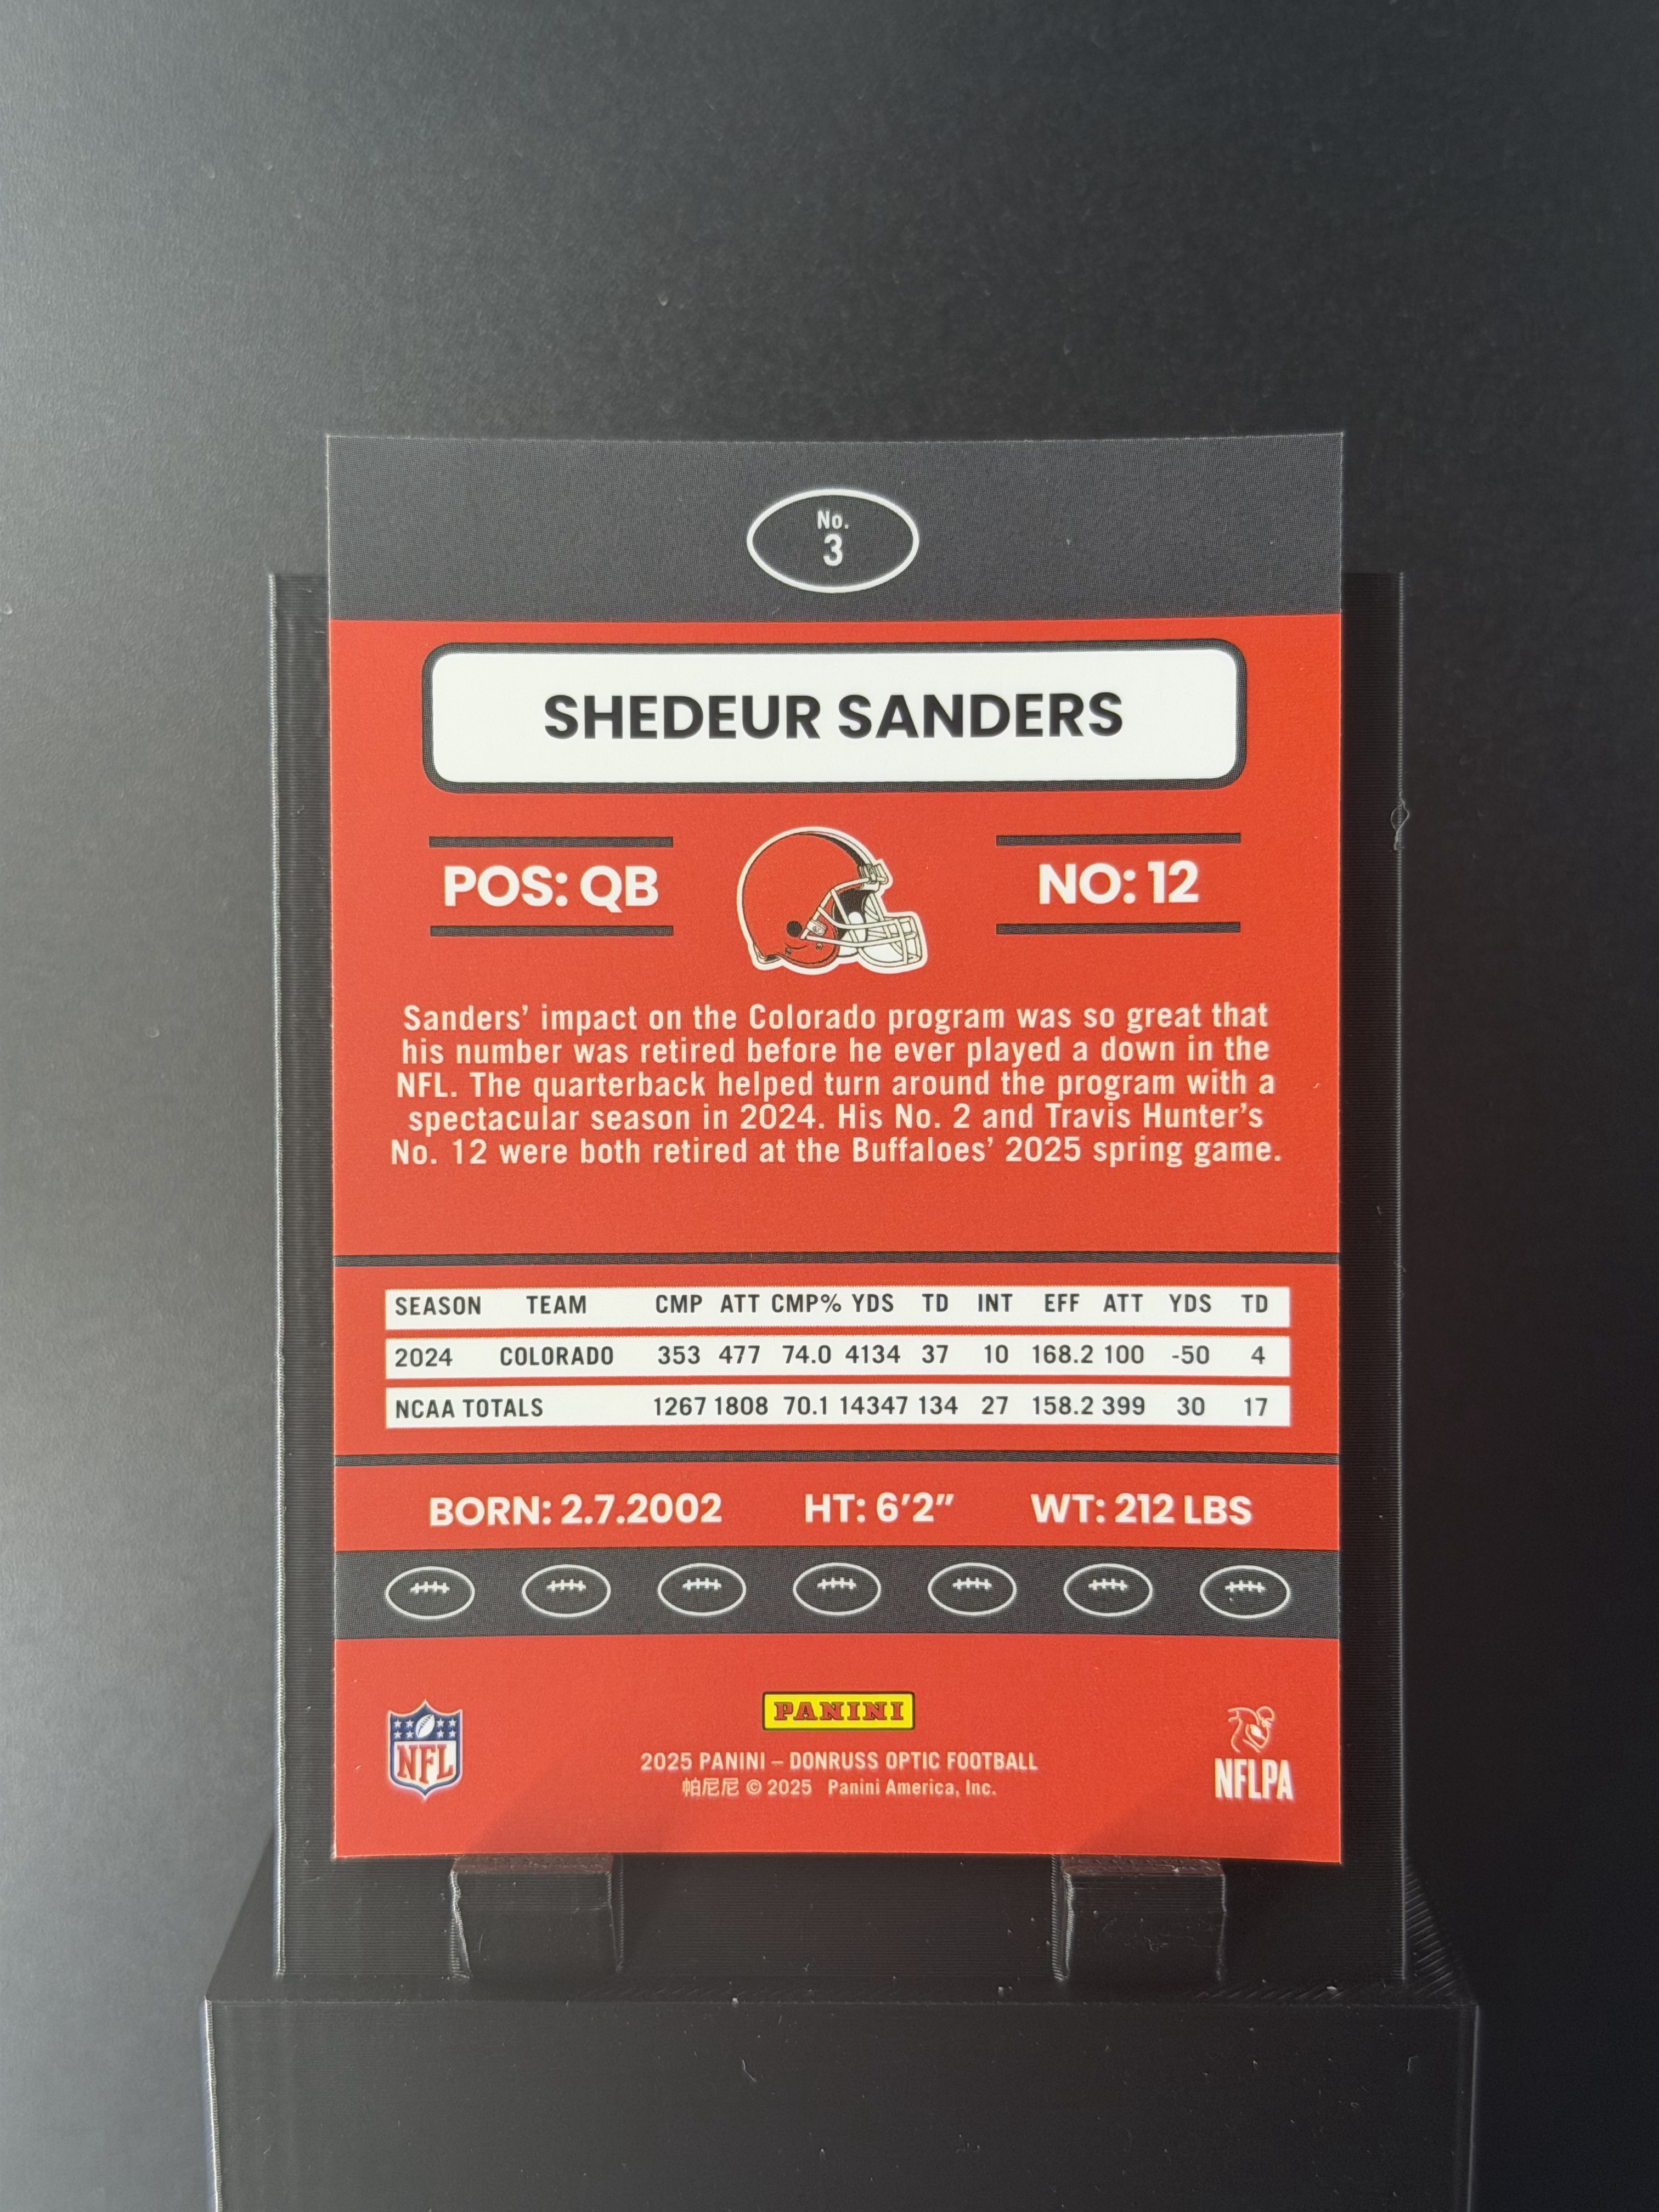 No.
3
SHEDEUR SANDERS
POS: QB
NO: 12
Sanders’ impact on the Colorado program was so great that
his number was retired before he ever played a down in the
NFL. The quarterback helped turn around the program with a
spectacular season in 2024. His No. 2 and Travis Hunter’s
No. 12 were both retired at the Buffaloes’ 2025 spring game.
SEASON TEAM CMP ATT CMP% YDS TD INT EFF ATT YDS TD
2024 COLORADO 353 477 74.0 4134 37 10 168.2 100 -50 4
NCAA TOTALS 1267 1808 70.1 14347 134 27 158.2 399 30 17
BORN: 2.7.2002 HT: 6’2” WT: 212 LBS
NFL
PANINI
2025 PANINI – DONRUSS OPTIC FOOTBALL
帕尼尼 © 2025 Panini America, Inc.
NFLPA